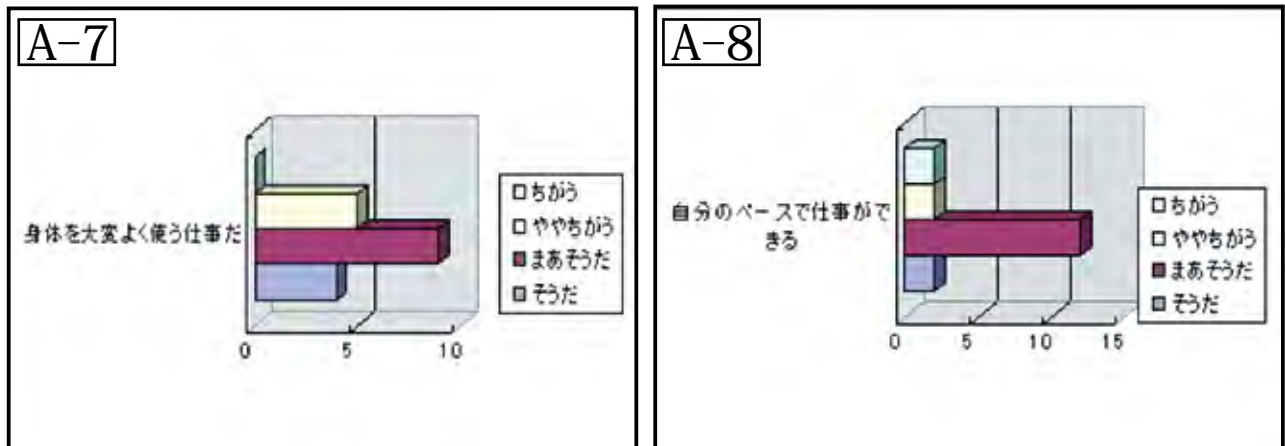 A-7
身体を大変よく使う仕事だ
□ちがう
□ややちがう
■まあそうだ
■そうだ
0 5 10
A-8
自分のペースで仕事がで
きる
□ちがう
□ややちがう
■まあそうだ
■そうだ
0 5 10 15